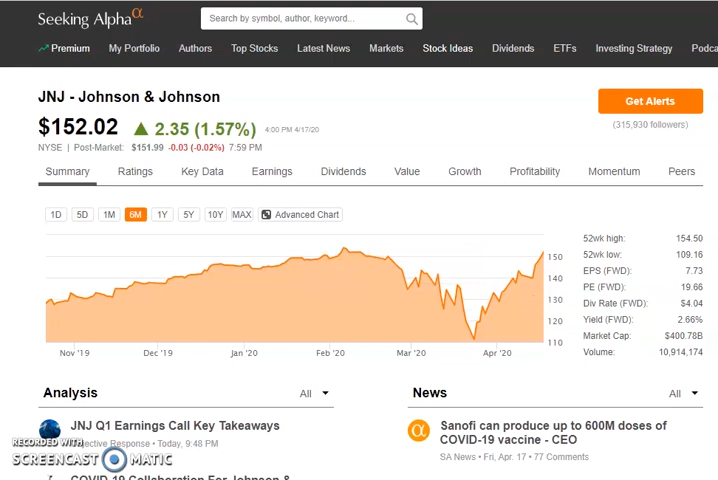 Seeking Alpha α
Search by symbol, author, keyword...
Premium My Portfolio Authors Top Stocks Latest News Markets Stock Ideas Dividends ETFs Investing Strategy Podca
JNJ - Johnson & Johnson
Get Alerts
$152.02 ▲ 2.35 (1.57%) 4:00 PM 4/17/20
(315,930 followers)
NYSE | Post-Market: $151.99 -0.03 (-0.02%) 7:59 PM
Summary Ratings Key Data Earnings Dividends Value Growth Profitability Momentum Peers
1D 5D 1M 6M 1Y 5Y 10Y MAX Advanced Chart
150
140
130
120
110
Nov '19 Dec '19 Jan '20 Feb '20 Mar '20 Apr '20
52wk high: 154.50
52wk low: 109.16
EPS (FWD): 7.73
PE (FWD): 19.66
Div Rate (FWD): $4.04
Yield (FWD): 2.66%
Market Cap: $400.78B
Volume: 10,914,174
Analysis All
JNJ Q1 Earnings Call Key Takeaways
jective Response • Today, 9:48 PM
COVID-19 Collaboration For Johnson &
News All
Sanofi can produce up to 600M doses of
COVID-19 vaccine - CEO
SA News • Fri, Apr. 17 • 77 Comments
RECORDED WITH
SCREENCAST MATIC